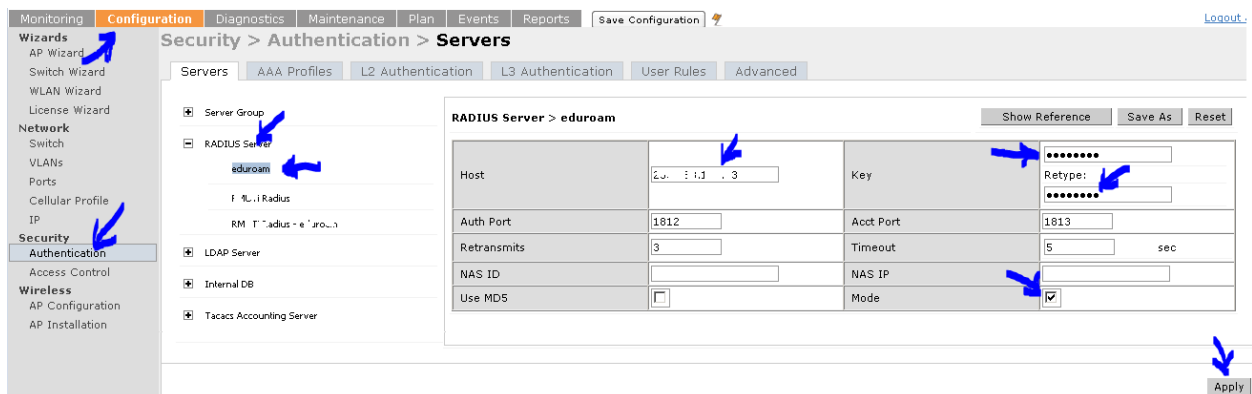 Monitoring Configuration Diagnostics Maintenance Plan Events Reports Save Configuration Logout
Wizards
AP Wizard
Switch Wizard
WLAN Wizard
License Wizard
Network
Switch
VLANs
Ports
Cellular Profile
IP
Security
Authentication
Access Control
Wireless
AP Configuration
AP Installation
Security > Authentication > Servers
Servers AAA Profiles L2 Authentication L3 Authentication User Rules Advanced
Server Group
RADIUS Server
eduroam
Radius
RM
LDAP Server
Internal DB
Tacacs Accounting Server
RADIUS Server > eduroam Show Reference Save As Reset
Host Key ••••••••
Retype:
••••••••
Auth Port 1812 Acct Port 1813
Retransmits 3 Timeout 5 sec
NAS ID NAS IP
Use MD5 Mode
Apply